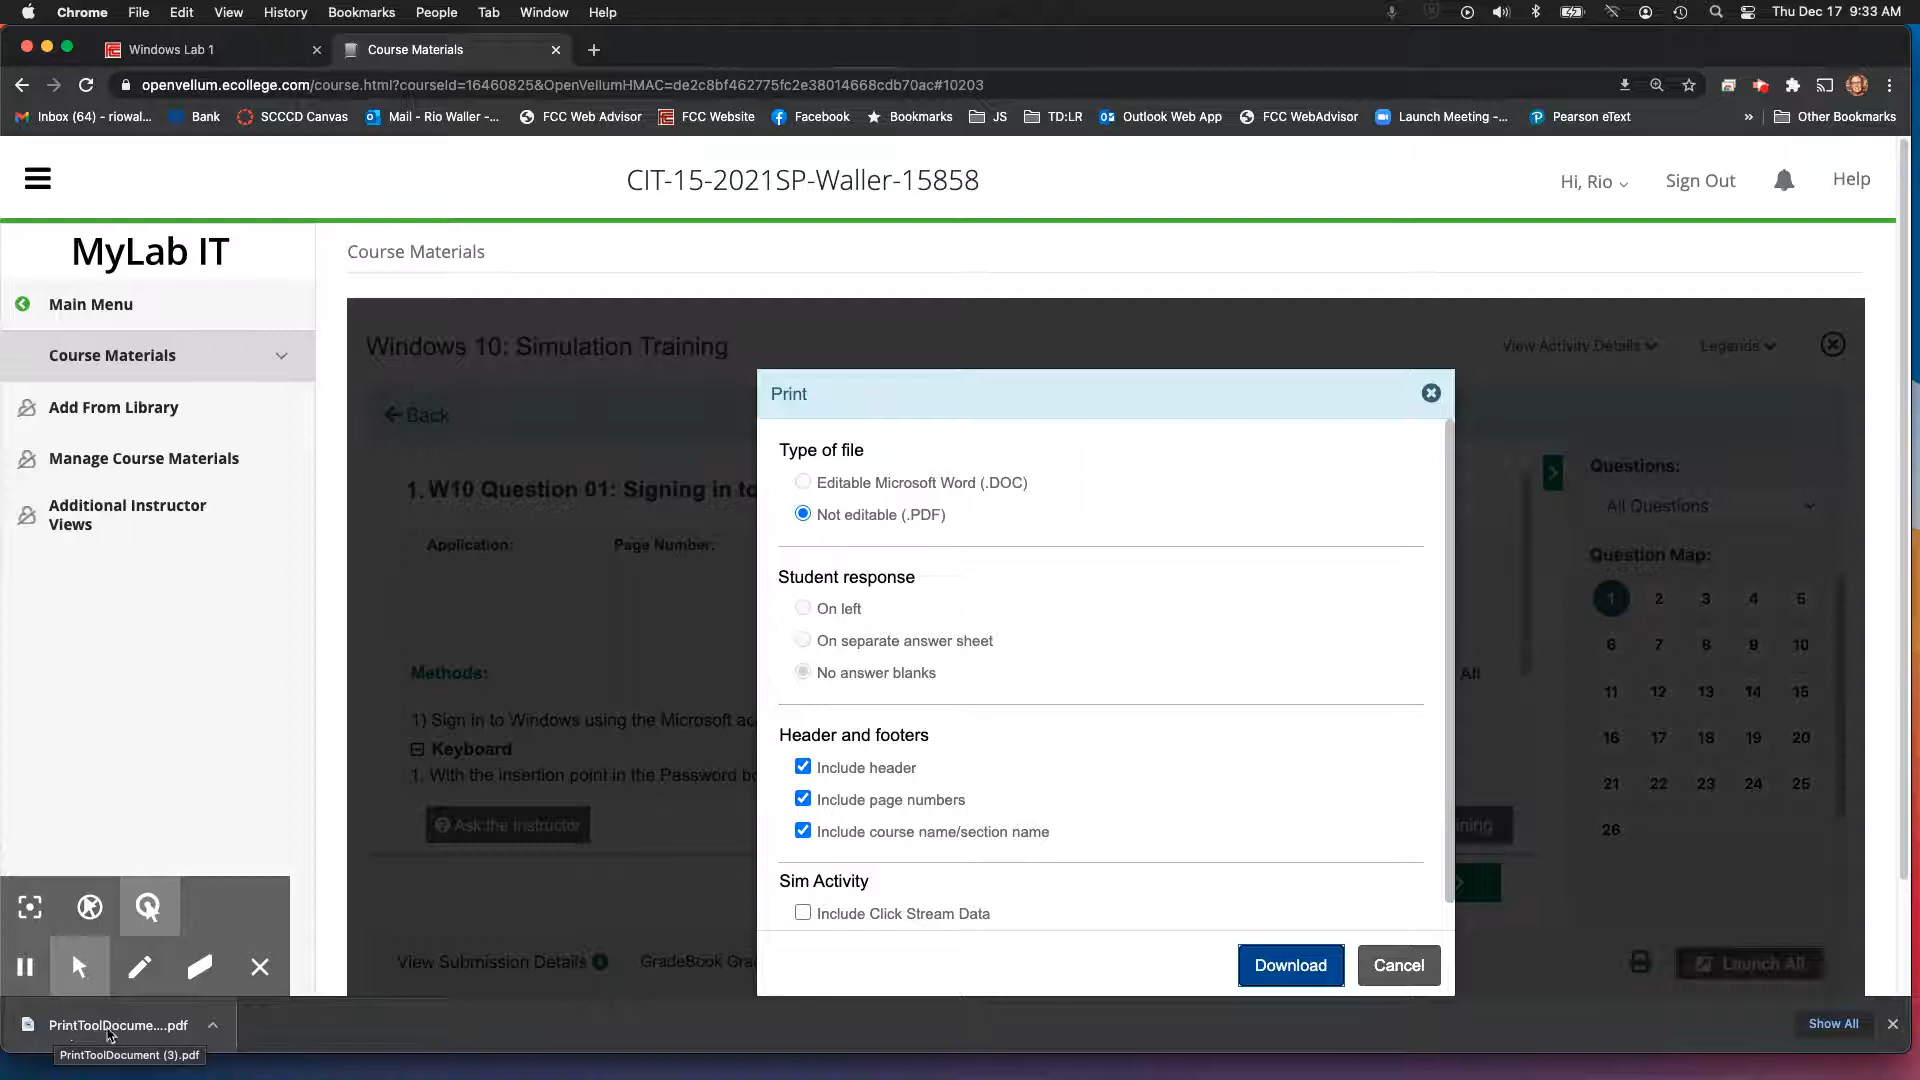 Chrome File Edit View History Bookmarks People Tab Window Help Thu Dec 17 9:33 AM
Windows Lab 1 Course Materials
openvellum.ecollege.com/course.html?courseId=16460825&OpenVellumHMAC=de2c8bf462775fc2e38014668cdb70ac#10203
Inbox (64) - riowal... Bank SCCCD Canvas Mail - Rio Waller -... FCC Web Advisor FCC Website Facebook Bookmarks JS TD:LR Outlook Web App FCC WebAdvisor Launch Meeting -... Pearson eText » Other Bookmarks
CIT-15-2021SP-Waller-15858
Hi, Rio Sign Out Help
MyLab IT
Main Menu
Course Materials
Add From Library
Manage Course Materials
Additional Instructor
Views
Course Materials
Windows 10: Simulation Training
View Activity Details Legends
Back
1. W10 Question 01: Signing in to
Application: Page Number:
Methods:
All
1) Sign in to Windows using the Microsoft ac
Keyboard
1. With the insertion point in the Password bo
Ask the Instructor
ning
View Submission Details
GradeBook Gra
Launch All
Questions:
All Questions
Question Map:
1 2 3 4 5
6 7 8 9 10
11 12 13 14 15
16 17 18 19 20
21 22 23 24 25
26
Print
Type of file
Editable Microsoft Word (.DOC)
Not editable (.PDF)
Student response
On left
On separate answer sheet
No answer blanks
Header and footers
Include header
Include page numbers
Include course name/section name
Sim Activity
Include Click Stream Data
Download Cancel
PrintToolDocume....pdf
PrintToolDocument (3).pdf
Show All